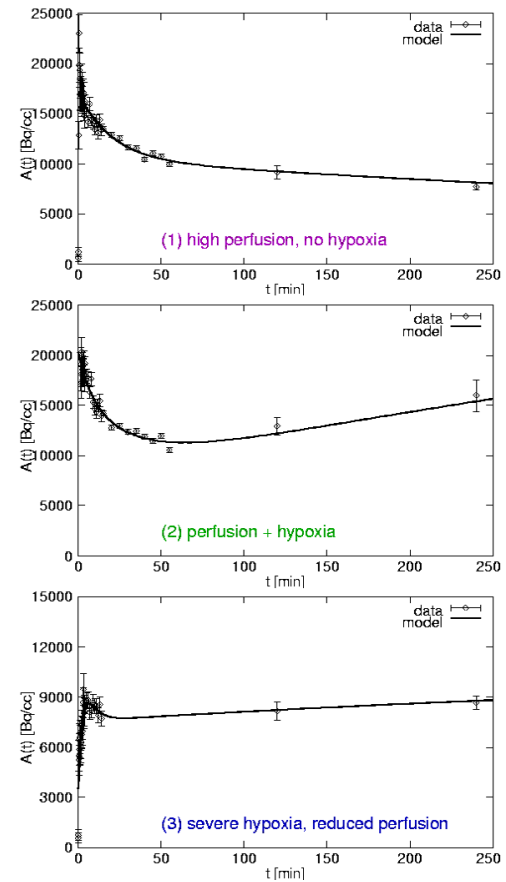 25000
20000
15000
10000
5000
0
A(t) [Bq/cc]
data
model
(1) high perfusion, no hypoxia
0 50 100 150 200 250
t [min]
25000
20000
15000
10000
5000
0
A(t) [Bq/cc]
data
model
(2) perfusion + hypoxia
0 50 100 150 200 250
t [min]
15000
12000
9000
6000
3000
0
A(t) [Bq/cc]
data
model
(3) severe hypoxia, reduced perfusion
0 50 100 150 200 250
t [min]